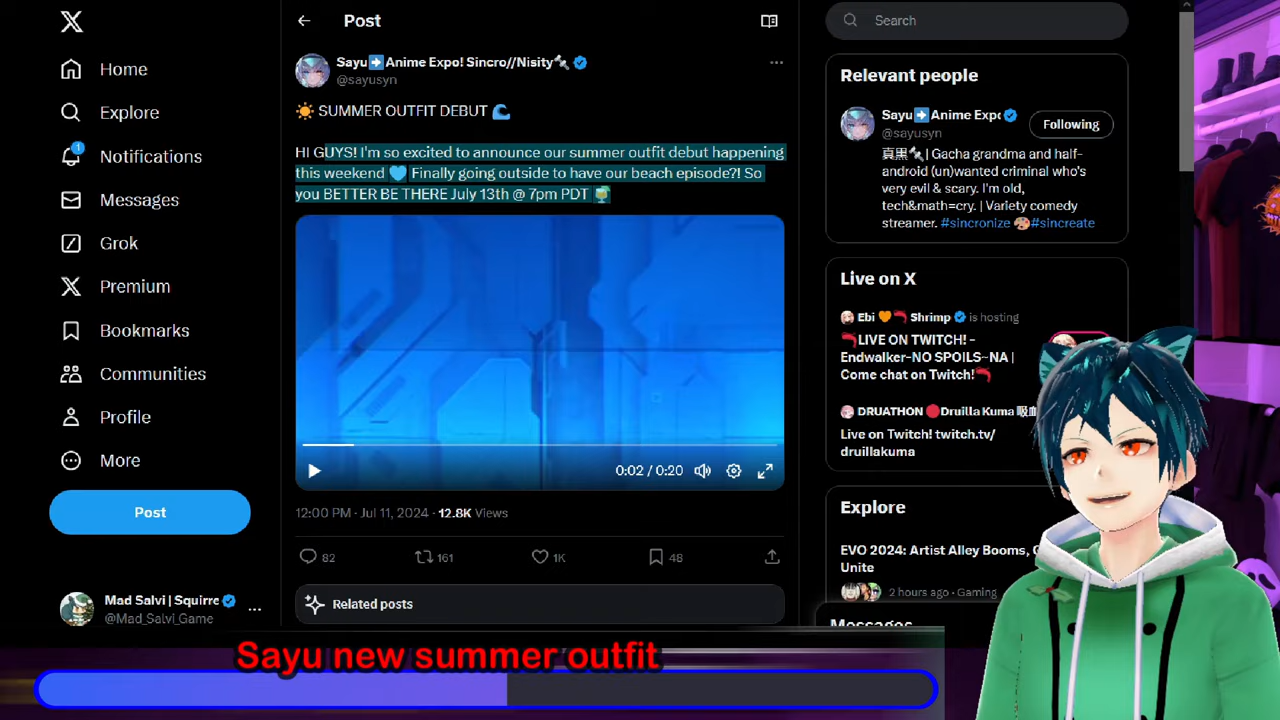 Home
Explore
1
Notifications
Messages
Grok
Premium
Bookmarks
Communities
Profile
More
Post
Mad Salvi | Squirre
@Mad_Salvi_Game
Post
Sayu➡️Anime Expo! Sincro//Nisity🔩
@sayusyn
☀️ SUMMER OUTFIT DEBUT 🌊
HI GUYS! I'm so excited to announce our summer outfit debut happening
this weekend 🩵 Finally going outside to have our beach episode?! So
you BETTER BE THERE July 13th @ 7pm PDT 🍹
0:02 / 0:20
12:00 PM · Jul 11, 2024 · 12.8K Views
82
161
1K
48
Related posts
Search
Relevant people
Sayu➡️Anime Expo
@sayusyn
Following
真黒🔩| Gacha grandma and half-
android (un)wanted criminal who's
very evil & scary. I'm old,
tech&math=cry. | Variety comedy
streamer. #sincronize 🎨#sincreate
Live on X
Ebi 🧡🦐 Shrimp is hosting
🦐LIVE ON TWITCH! -
Endwalker~NO SPOILS~NA |
Come chat on Twitch!🦐
DRUATHON 🔴Druilla Kuma 吸血
Live on Twitch! twitch.tv/
druillakuma
Explore
EVO 2024: Artist Alley Booms,
Unite
2 hours ago · Gaming
Messages
Sayu new summer outfit